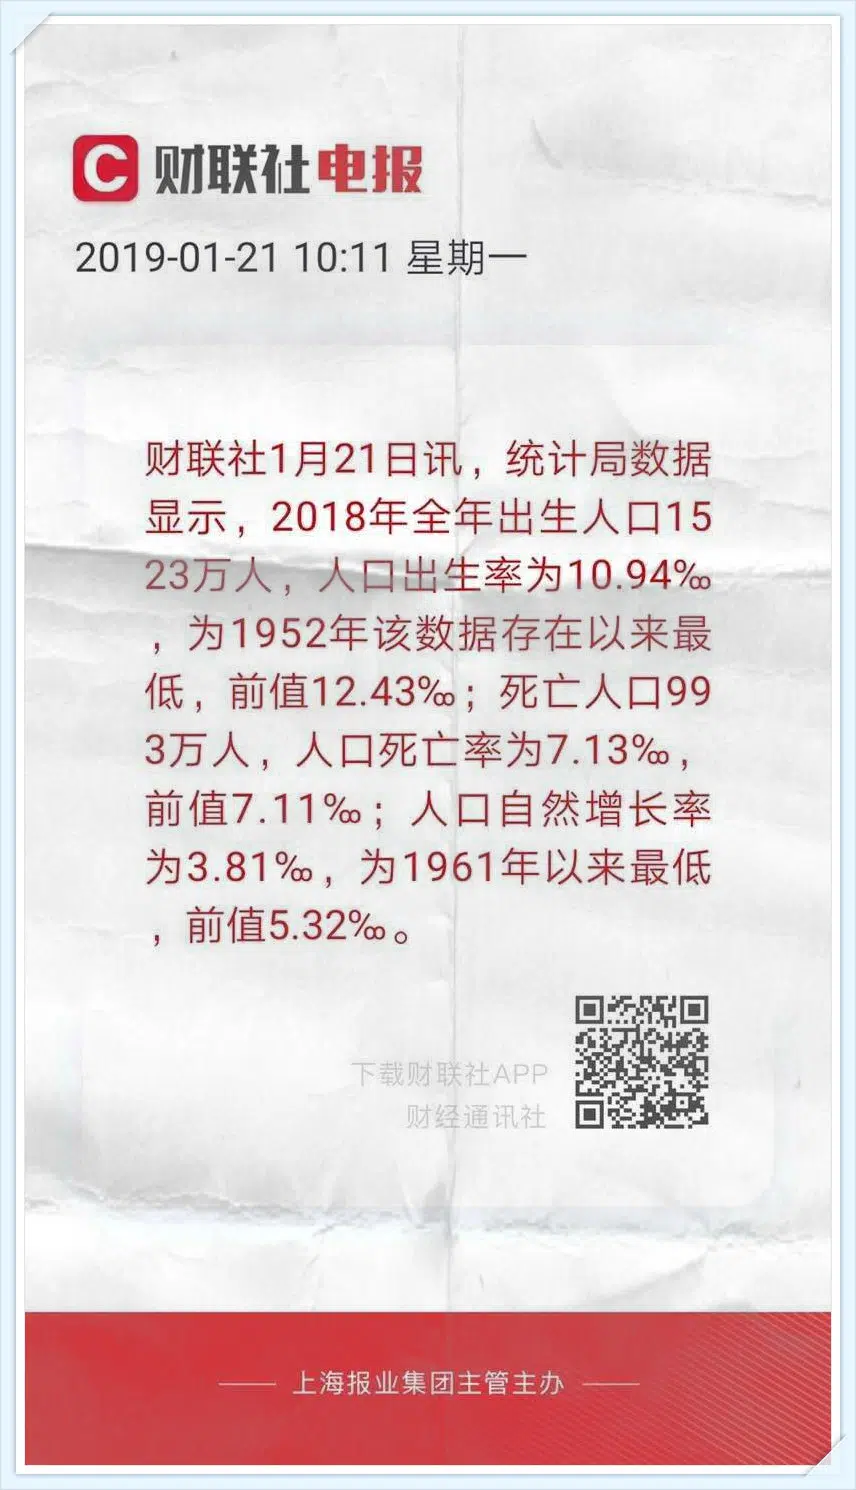 财联社电报
2019-01-21 10:11 星期一
财联社1月21日讯，统计局数据
显示，2018年全年出生人口15
23万人，人口出生率为10.94‰
，为1952年该数据存在以来最
低，前值12.43‰；死亡人口99
3万人，人口死亡率为7.13‰，
前值7.11‰；人口自然增长率
为3.81‰，为1961年以来最低
，前值5.32‰。
下载财联社APP
财经通讯社
上海报业集团主管主办